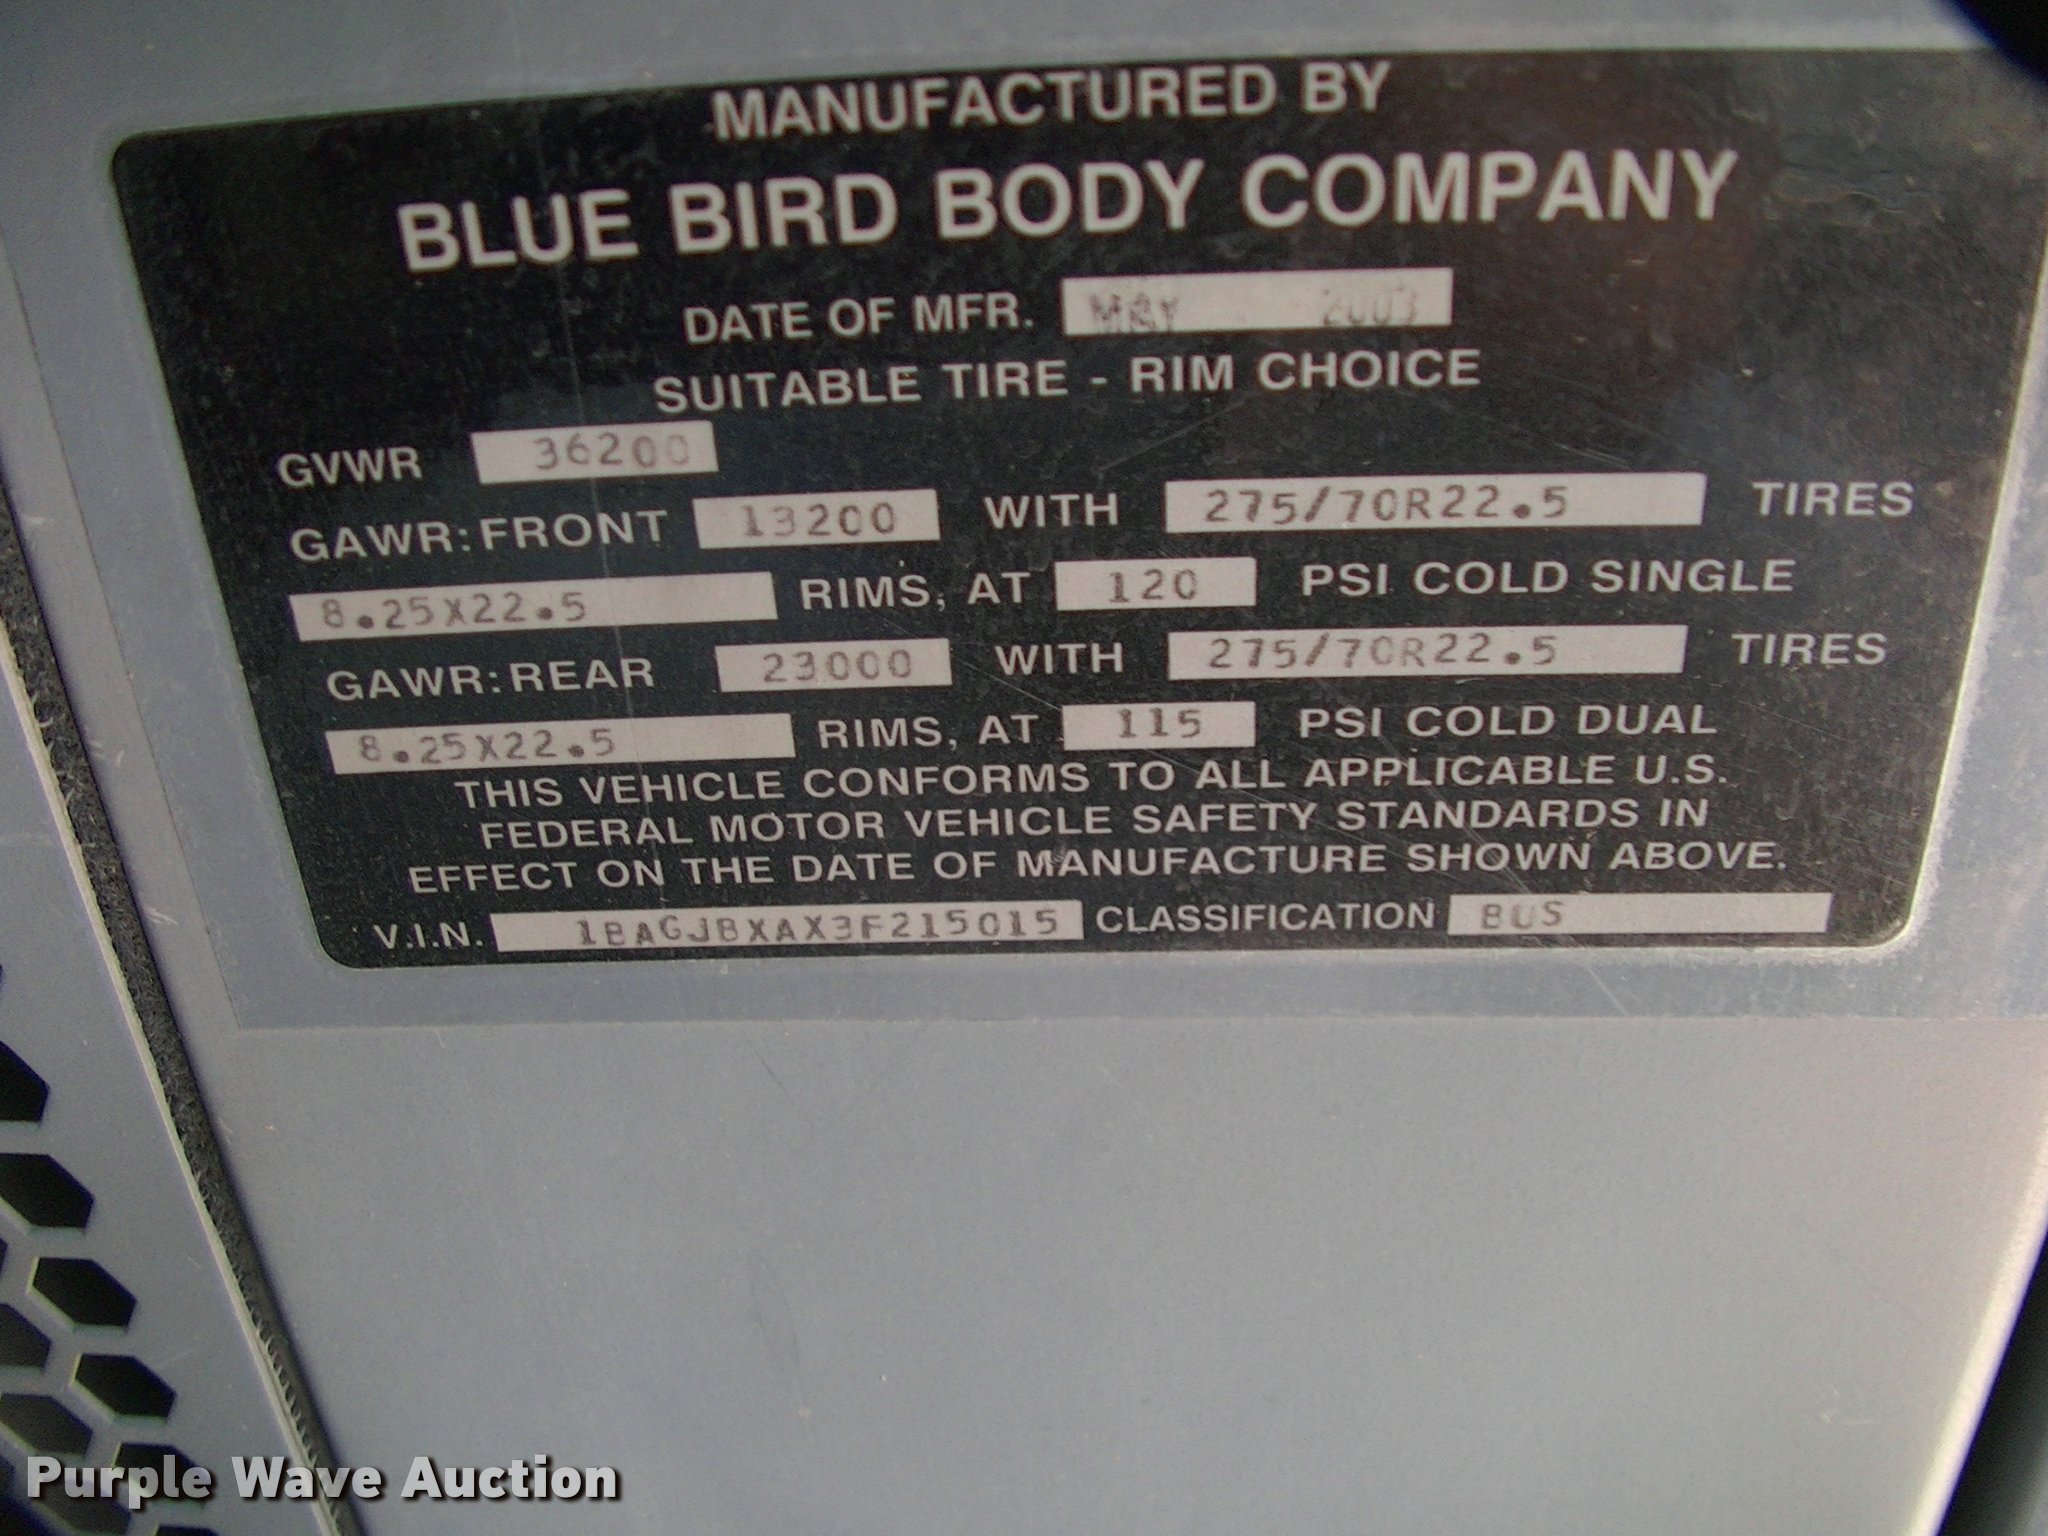 MANUFACTURED BY
BLUE BIRD BODY COMPANY
DATE OF MFR. MAY 2003
SUITABLE TIRE - RIM CHOICE
GVWR 36200
GAWR: FRONT 13200 WITH 275/70R22.5 TIRES
8.25X22.5 RIMS, AT 120 PSI COLD SINGLE
GAWR: REAR 23000 WITH 275/70R22.5 TIRES
8.25X22.5 RIMS, AT 115 PSI COLD DUAL
THIS VEHICLE CONFORMS TO ALL APPLICABLE U.S.
FEDERAL MOTOR VEHICLE SAFETY STANDARDS IN
EFFECT ON THE DATE OF MANUFACTURE SHOWN ABOVE.
V.I.N. 1BAGJBXAX3F215015 CLASSIFICATION BUS
Purple Wave Auction